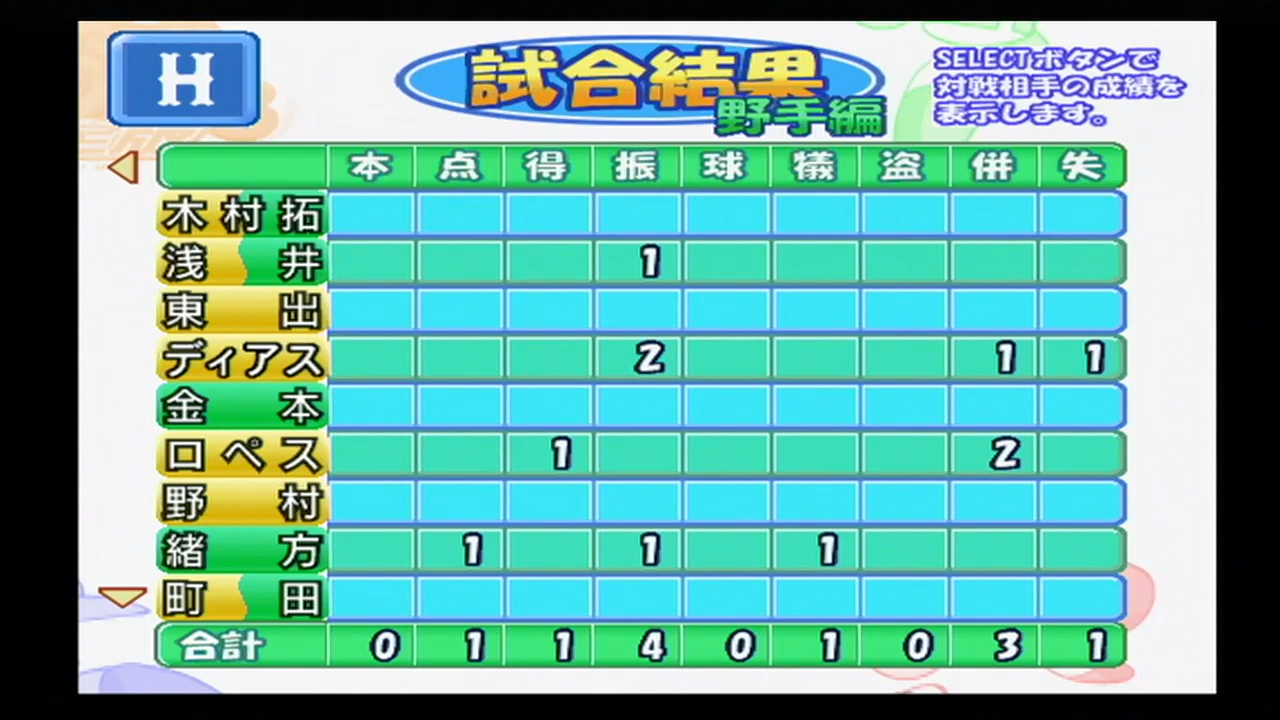 H
試合結果
野手編
SELECTボタンで
対戦相手の成績を
表示します。
本 点 得 振 球 犠 盗 併 失
木村拓
浅井 1
東出
ディアス 2 1 1
金本
ロペス 1 2
野村
緒方 1 1 1
町田
合計 0 1 1 4 0 1 0 3 1